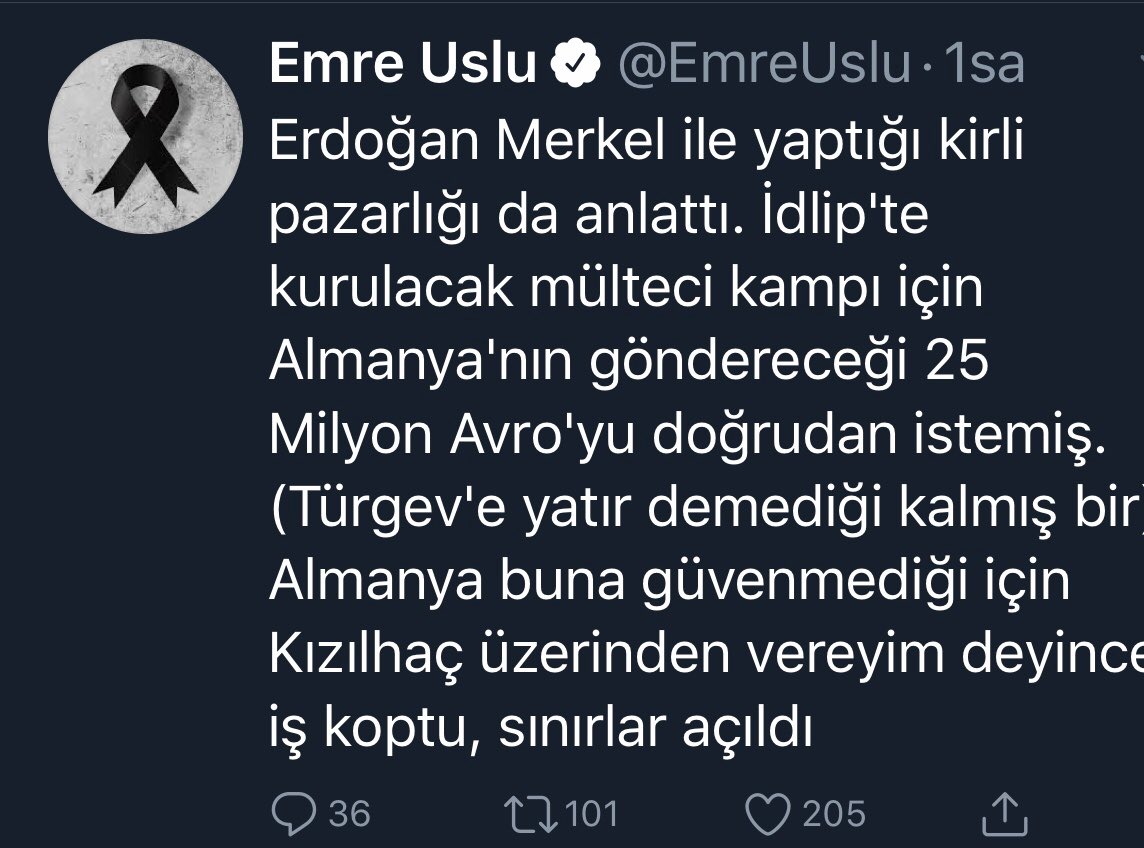 Emre Uslu @EmreUslu · 1sa
Erdoğan Merkel ile yaptığı kirli
pazarlığı da anlattı. İdlip'te
kurulacak mülteci kampı için
Almanya'nın göndereceği 25
Milyon Avro'yu doğrudan istemiş.
(Türgev'e yatır demediği kalmış bir)
Almanya buna güvenmediği için
Kızılhaç üzerinden vereyim deyince
iş koptu, sınırlar açıldı
36 101 205